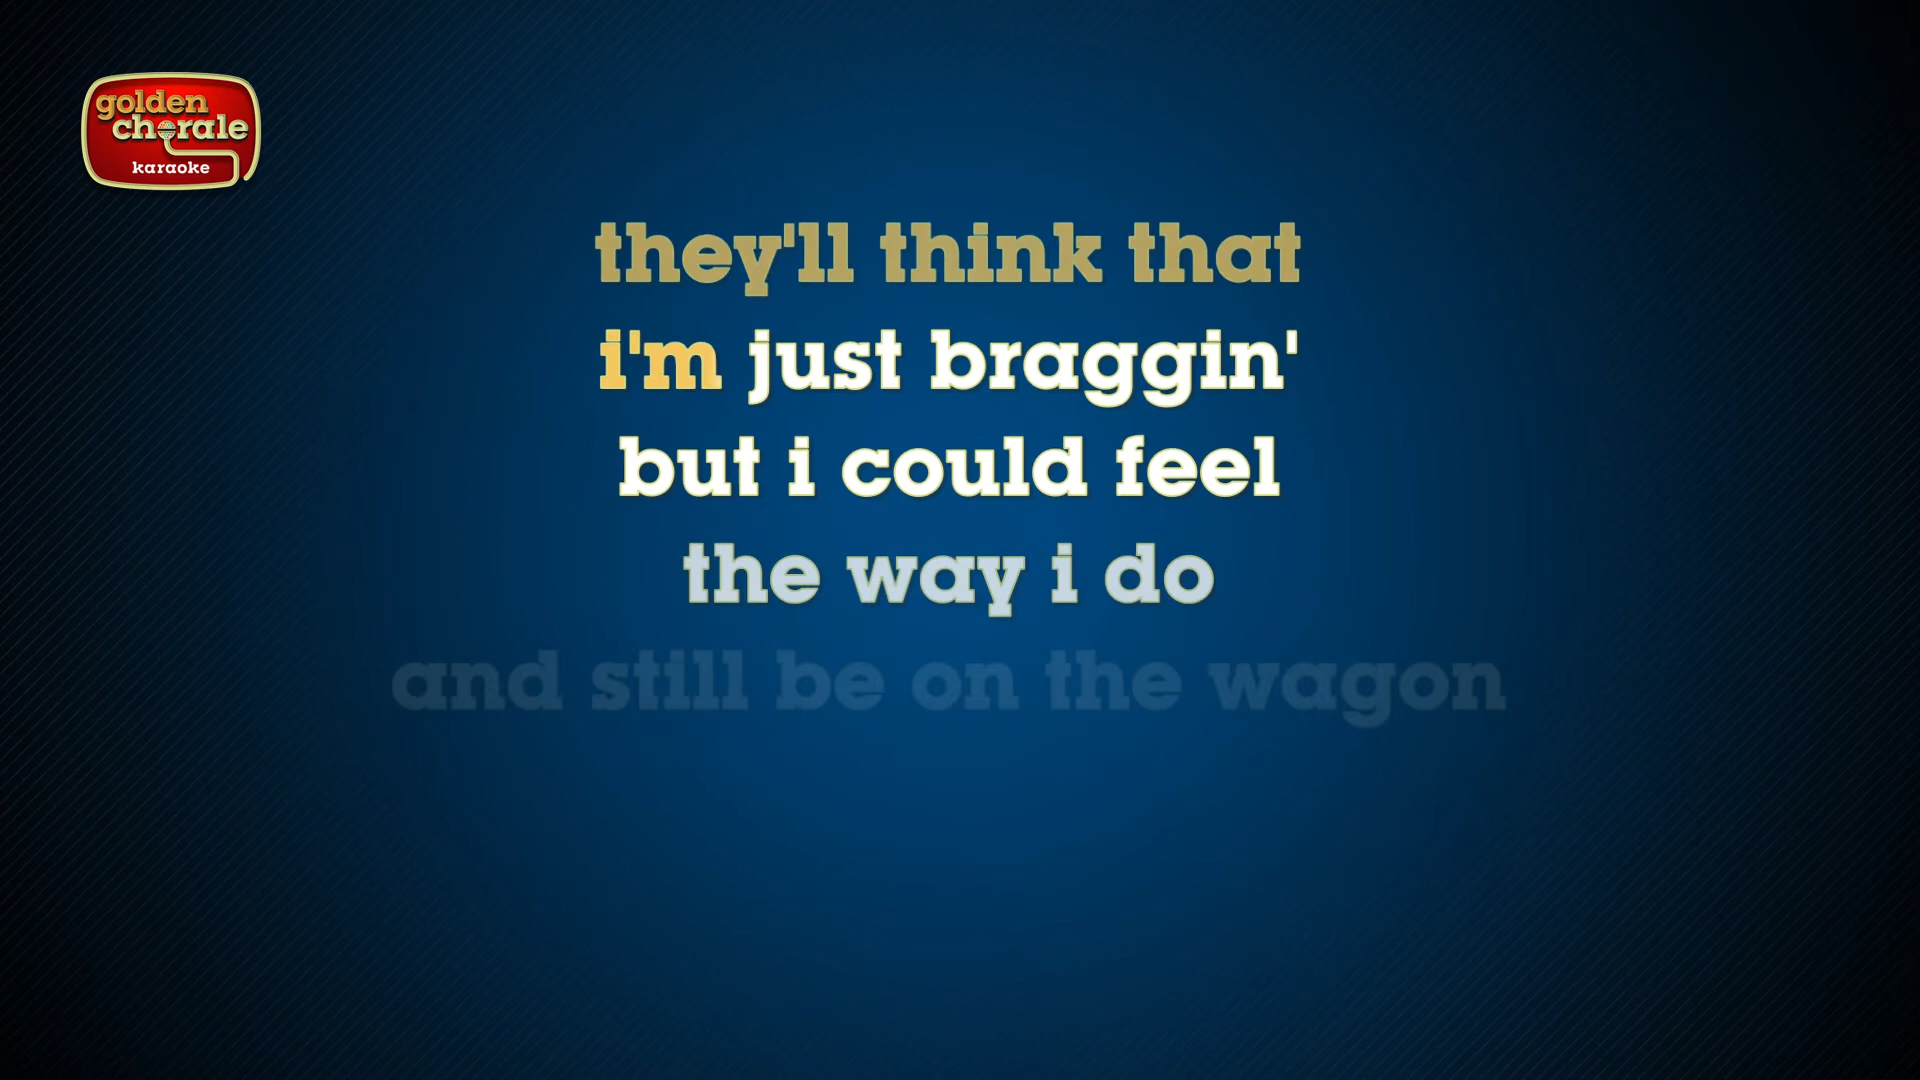 golden
chorale
karaoke
they'll think that
i'm just braggin'
but i could feel
the way i do
and still be on the wagon